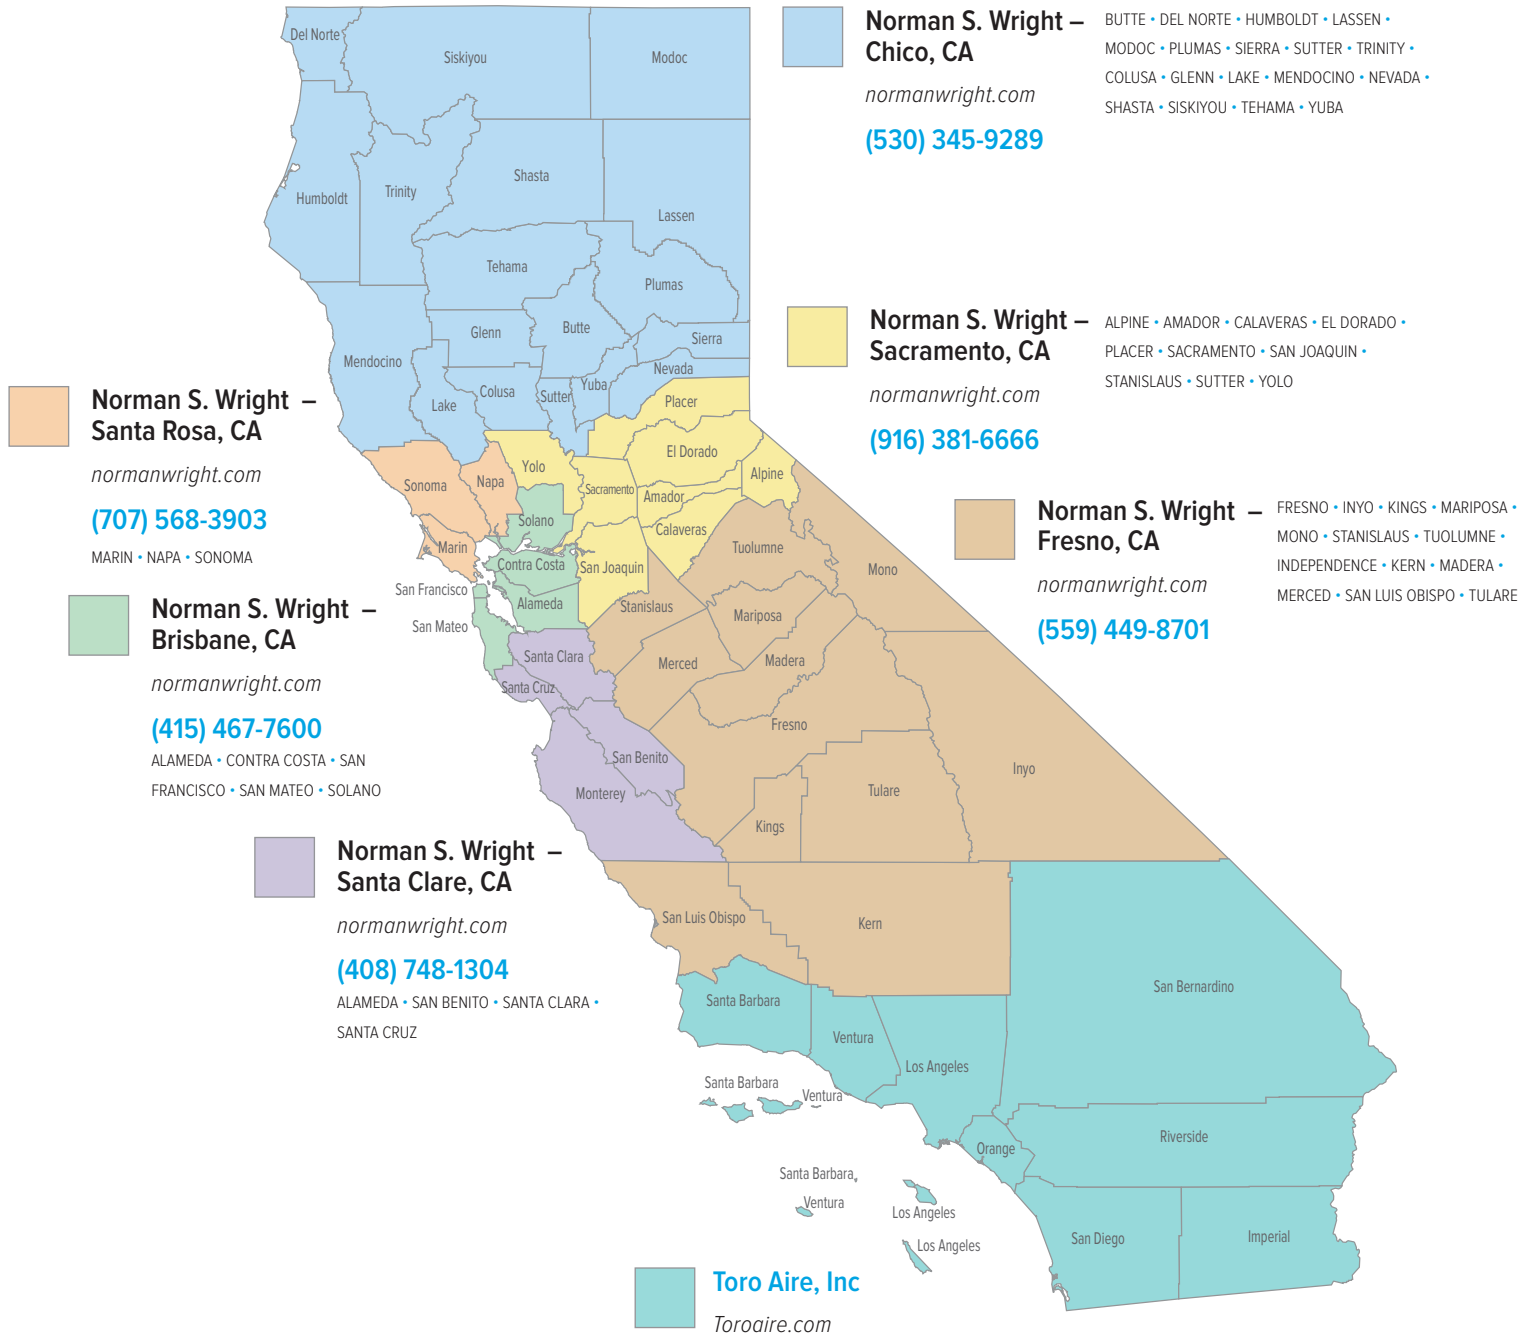 Norman S. Wright –
Chico, CA
normanwright.com
(530) 345-9289
BUTTE • DEL NORTE • HUMBOLDT • LASSEN •
MODOC • PLUMAS • SIERRA • SUTTER • TRINITY •
COLUSA • GLENN • LAKE • MENDOCINO • NEVADA •
SHASTA • SISKIYOU • TEHAMA • YUBA
Norman S. Wright –
Sacramento, CA
normanwright.com
(916) 381-6666
ALPINE • AMADOR • CALAVERAS • EL DORADO •
PLACER • SACRAMENTO • SAN JOAQUIN •
STANISLAUS • SUTTER • YOLO
Norman S. Wright –
Santa Rosa, CA
normanwright.com
(707) 568-3903
MARIN • NAPA • SONOMA
Norman S. Wright –
Fresno, CA
normanwright.com
(559) 449-8701
FRESNO • INYO • KINGS • MARIPOSA •
MONO • STANISLAUS • TUOLUMNE •
INDEPENDENCE • KERN • MADERA •
MERCED • SAN LUIS OBISPO • TULARE
Norman S. Wright –
Brisbane, CA
normanwright.com
(415) 467-7600
ALAMEDA • CONTRA COSTA • SAN
FRANCISCO • SAN MATEO • SOLANO
Norman S. Wright –
Santa Clare, CA
normanwright.com
(408) 748-1304
ALAMEDA • SAN BENITO • SANTA CLARA •
SANTA CRUZ
Toro Aire, Inc
Toroaire.com
Del Norte
Siskiyou
Modoc
Humboldt
Trinity
Shasta
Lassen
Tehama
Plumas
Glenn
Butte
Sierra
Mendocino
Nevada
Lake
Colusa
Sutter
Yuba
Placer
El Dorado
Yolo
Sonoma
Napa
Sacramento
Amador
Alpine
Solano
Calaveras
Marin
Contra Costa
San Joaquin
Tuolumne
Mono
San Francisco
Alameda
Stanislaus
Mariposa
San Mateo
Santa Clara
Merced
Madera
Santa Cruz
Fresno
San Benito
Inyo
Monterey
Tulare
Kings
San Luis Obispo
Kern
San Bernardino
Santa Barbara
Ventura
Los Angeles
Santa Barbara
Ventura
Orange
Riverside
Santa Barbara
Ventura
Los Angeles
Los Angeles
San Diego
Imperial